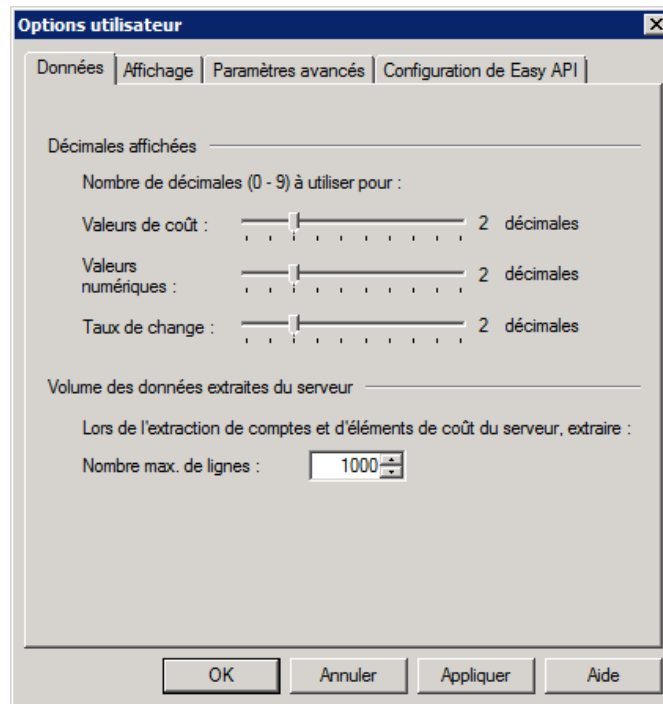 Options utilisateur
Données Affichage Paramètres avancés Configuration de Easy API
Décimales affichées
Nombre de décimales (0 - 9) à utiliser pour :
Valeurs de coût : 2 décimales
Valeurs
numériques : 2 décimales
Taux de change : 2 décimales
Volume des données extraites du serveur
Lors de l'extraction de comptes et d'éléments de coût du serveur, extraire :
Nombre max. de lignes : 1000
OK Annuler Appliquer Aide